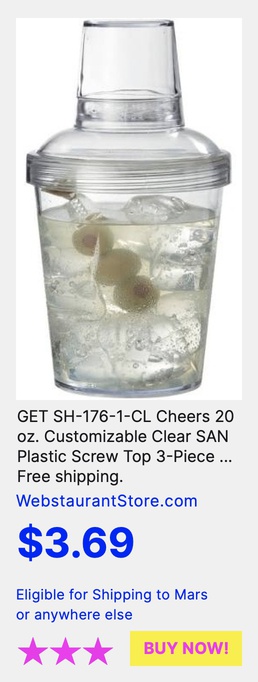 GET SH-176-1-CL Cheers 20
oz. Customizable Clear SAN
Plastic Screw Top 3-Piece ...
Free shipping.
WebstaurantStore.com
$3.69
Eligible for Shipping to Mars
or anywhere else
BUY NOW!